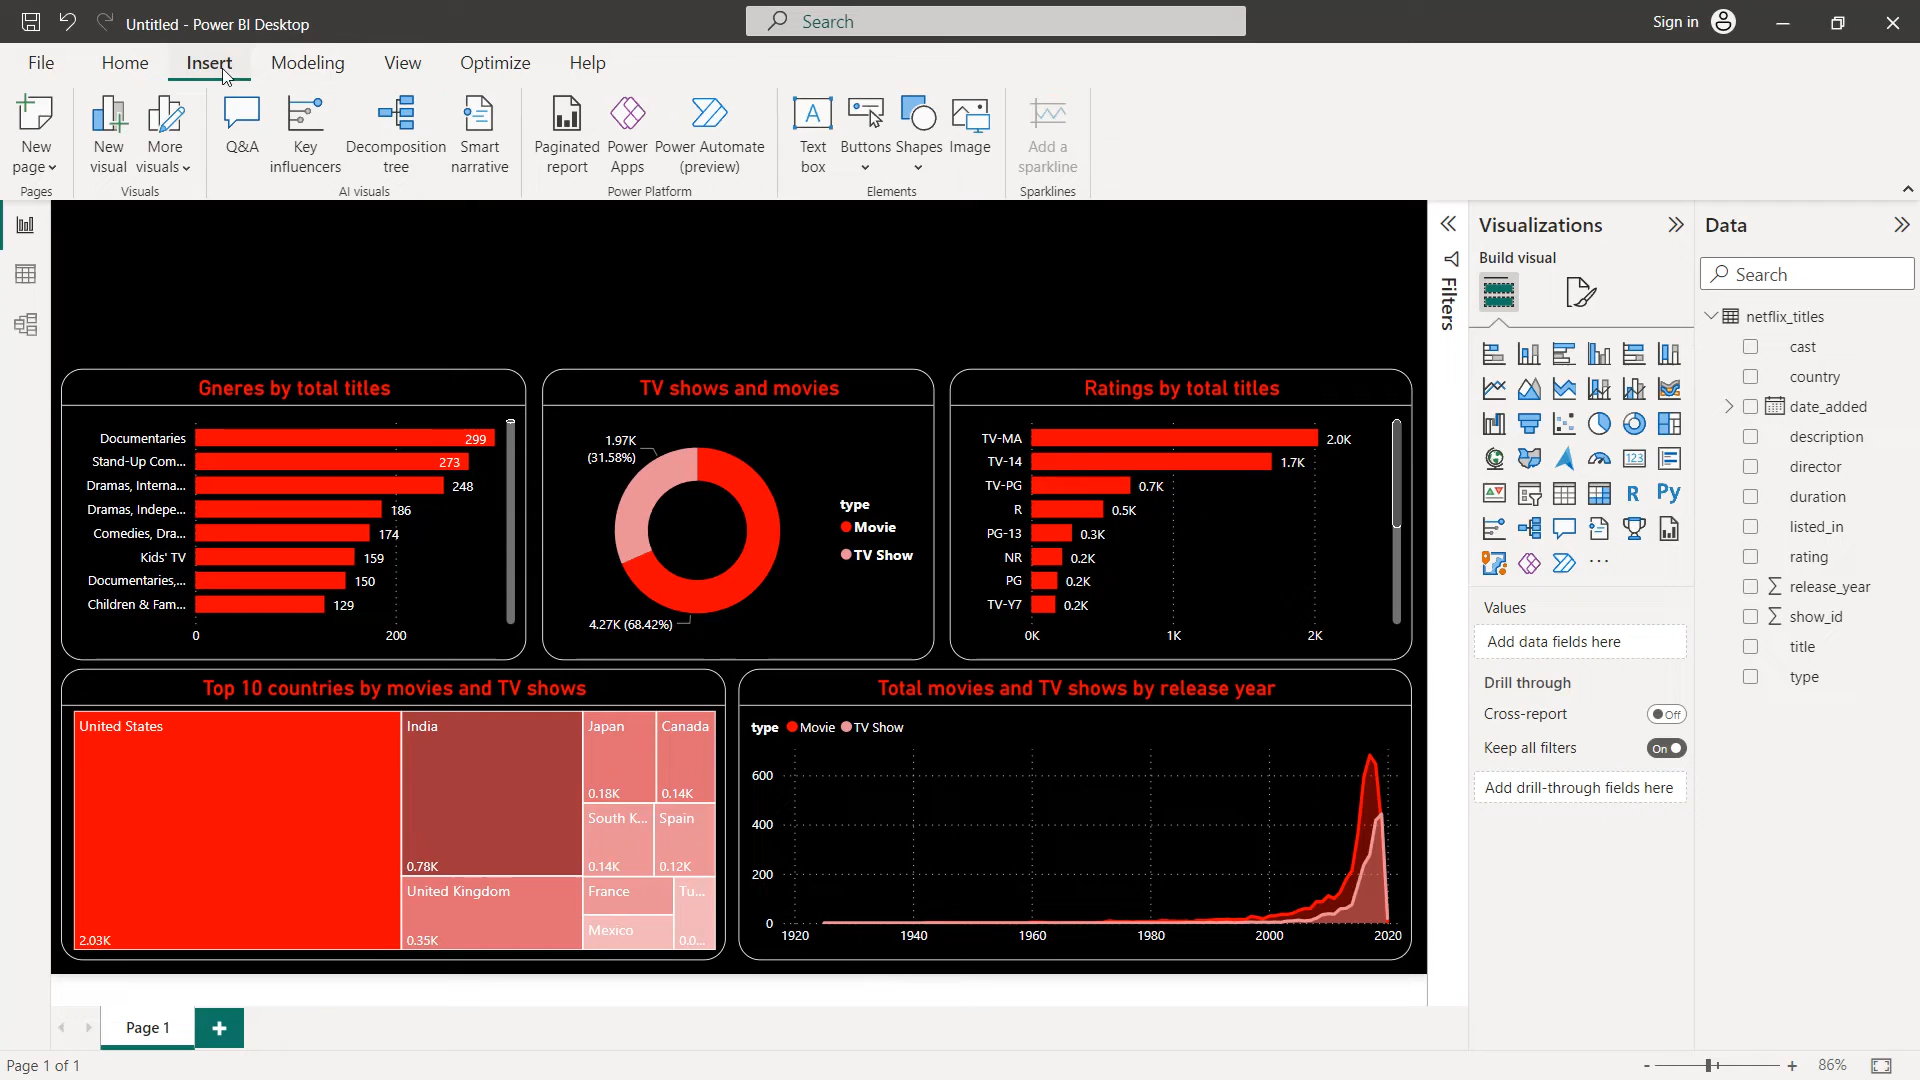 Untitled - Power BI Desktop
Search
Sign in
File
Home
Insert
Modeling
View
Optimize
Help
New page
New visual
More visuals
Q&A
Key influencers
Decomposition tree
Smart narrative
Paginated report
Power Apps
Power Automate (preview)
Text box
Buttons
Shapes
Image
Add a sparkline
Pages
Visuals
AI visuals
Power Platform
Elements
Sparklines
Gneres by total titles
Documentaries
299
Stand-Up Com...
273
Dramas, Interna...
248
Dramas, Indepe...
186
Comedies, Dra...
174
Kids' TV
159
Documentaries,...
150
Children & Fam...
129
0
200
TV shows and movies
1.97K
(31.58%)
4.27K (68.42%)
type
Movie
TV Show
Ratings by total titles
TV-MA
2.0K
TV-14
1.7K
TV-PG
0.7K
R
0.5K
PG-13
0.3K
NR
0.2K
PG
0.2K
TV-Y7
0.2K
0K
1K
2K
Top 10 countries by movies and TV shows
United States
2.03K
India
0.78K
United Kingdom
0.35K
Japan
0.18K
Canada
0.14K
South K...
0.14K
Spain
0.12K
France
Mexico
Tu...
0.0...
Total movies and TV shows by release year
type
Movie
TV Show
600
400
200
0
1920
1940
1960
1980
2000
2020
Filters
Visualizations
Build visual
123
R
Py
Values
Add data fields here
Drill through
Cross-report
Off
Keep all filters
On
Add drill-through fields here
Data
Search
netflix_titles
cast
country
date_added
description
director
duration
listed_in
rating
release_year
show_id
title
type
Page 1
Page 1 of 1
86%